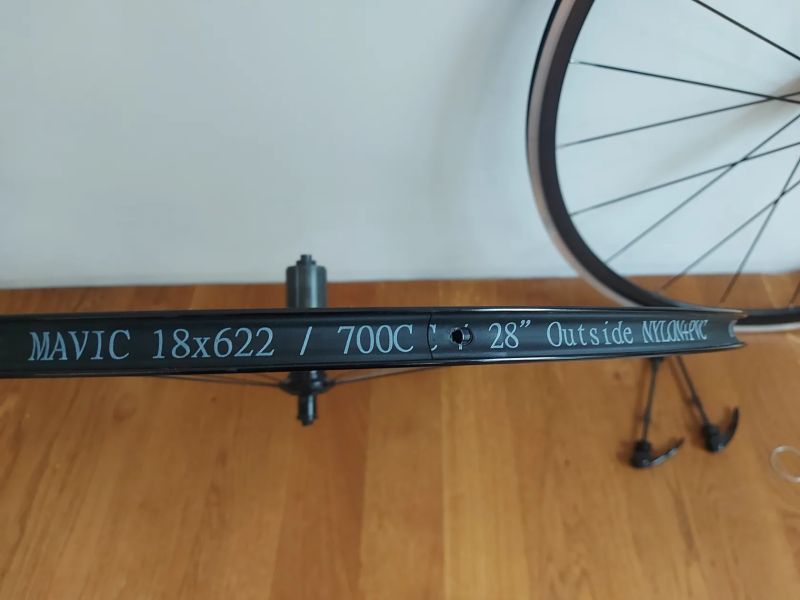 MAVIC 18x622 / 700C C / 28” Outside NYLON+PVC